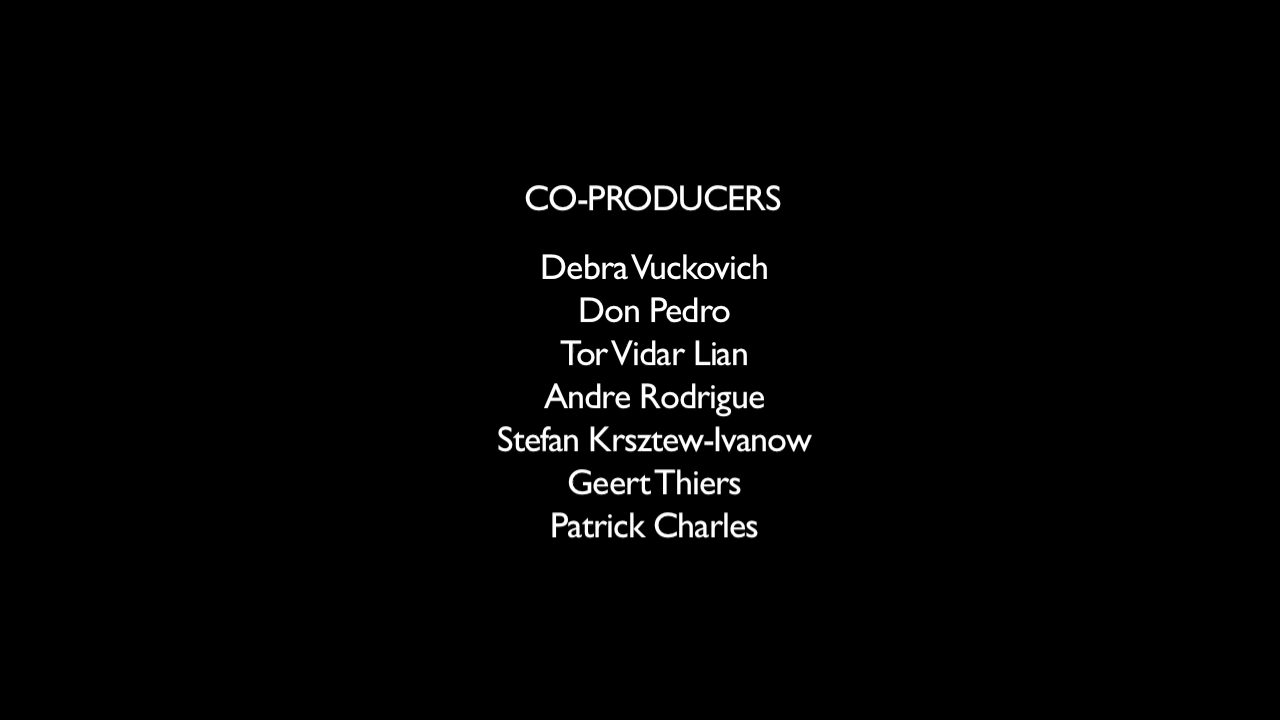 CO-PRODUCERS
Debra Vuckovich
Don Pedro
Tor Vidar Lian
Andre Rodrigue
Stefan Krsztew-Ivanow
Geert Thiers
Patrick Charles